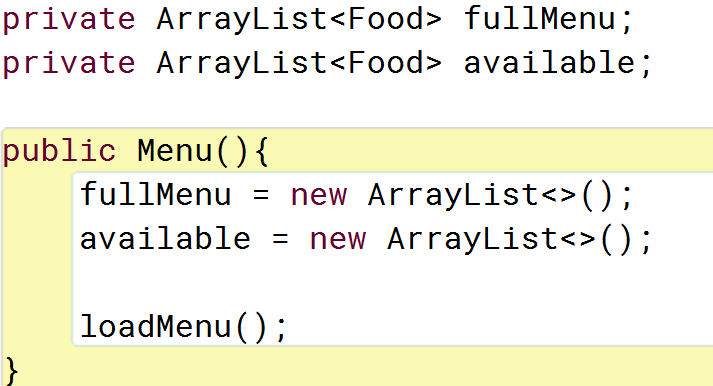 private ArrayList<Food> fullMenu;
private ArrayList<Food> available;
public Menu(){
fullMenu = new ArrayList<>();
available = new ArrayList<>();
loadMenu();
}